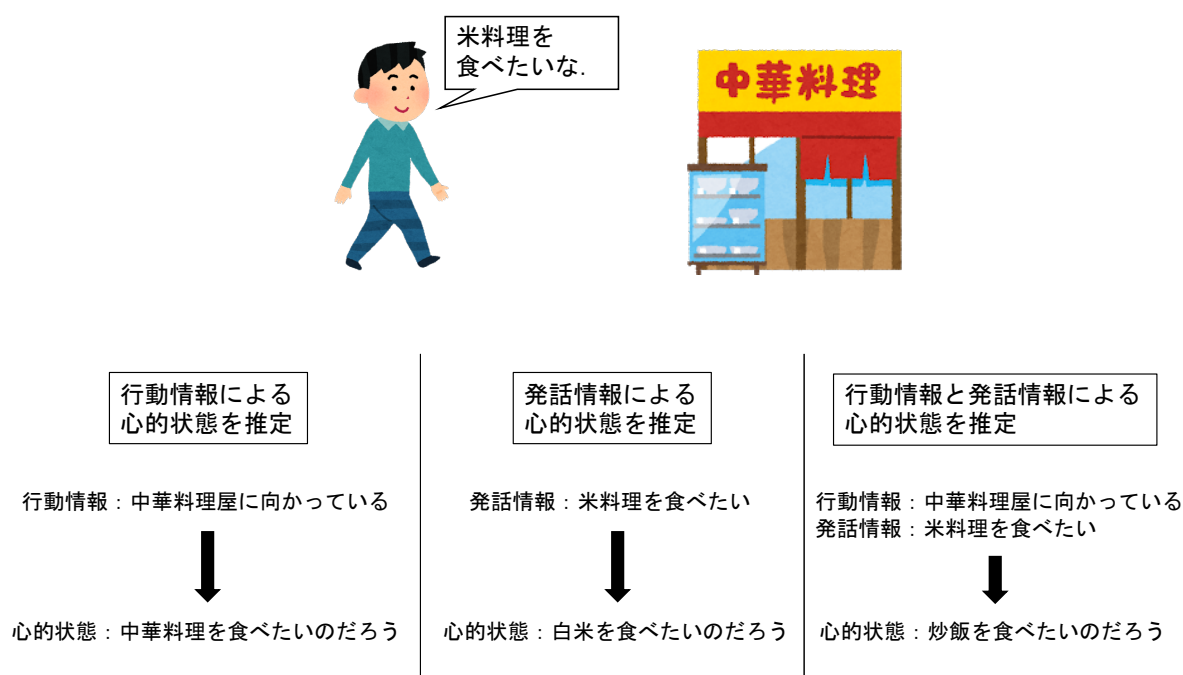 米料理を
食べたいな.
中華料理
行動情報による
心的状態を推定
行動情報：中華料理屋に向かっている
心的状態：中華料理を食べたいのだろう
発話情報による
心的状態を推定
発話情報：米料理を食べたい
心的状態：白米を食べたいのだろう
行動情報と発話情報による
心的状態を推定
行動情報：中華料理屋に向かっている
発話情報：米料理を食べたい
心的状態：炒飯を食べたいのだろう